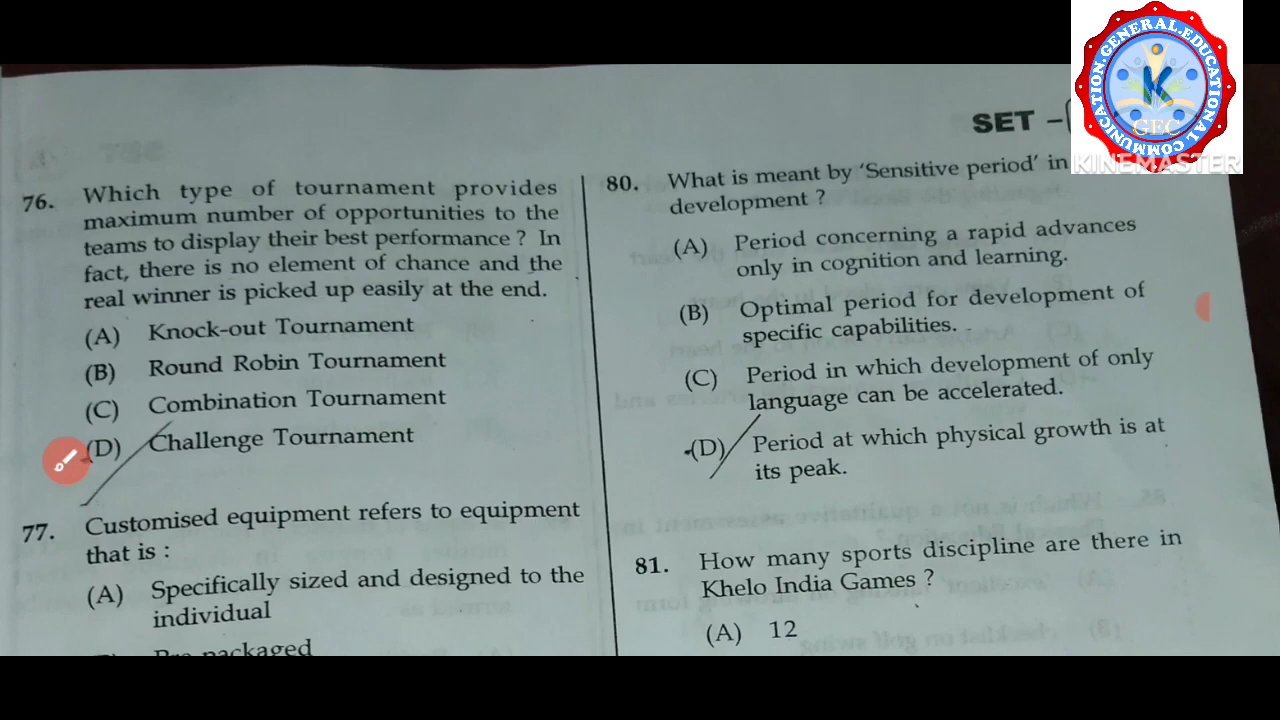 SET –
GENERAL.EDUCATIONAL COMMUNICATION.
K
GEC
KINEMASTER
76. Which type of tournament provides
maximum number of opportunities to the
teams to display their best performance ? In
fact, there is no element of chance and the
real winner is picked up easily at the end.
(A) Knock-out Tournament
(B) Round Robin Tournament
(C) Combination Tournament
(D) Challenge Tournament
77. Customised equipment refers to equipment
that is :
(A) Specifically sized and designed to the
individual
packaged
80. What is meant by ‘Sensitive period’ in
development ?
(A) Period concerning a rapid advances
only in cognition and learning.
(B) Optimal period for development of
specific capabilities.
(C) Period in which development of only
language can be accelerated.
(D) Period at which physical growth is at
its peak.
81. How many sports discipline are there in
Khelo India Games ?
(A) 12